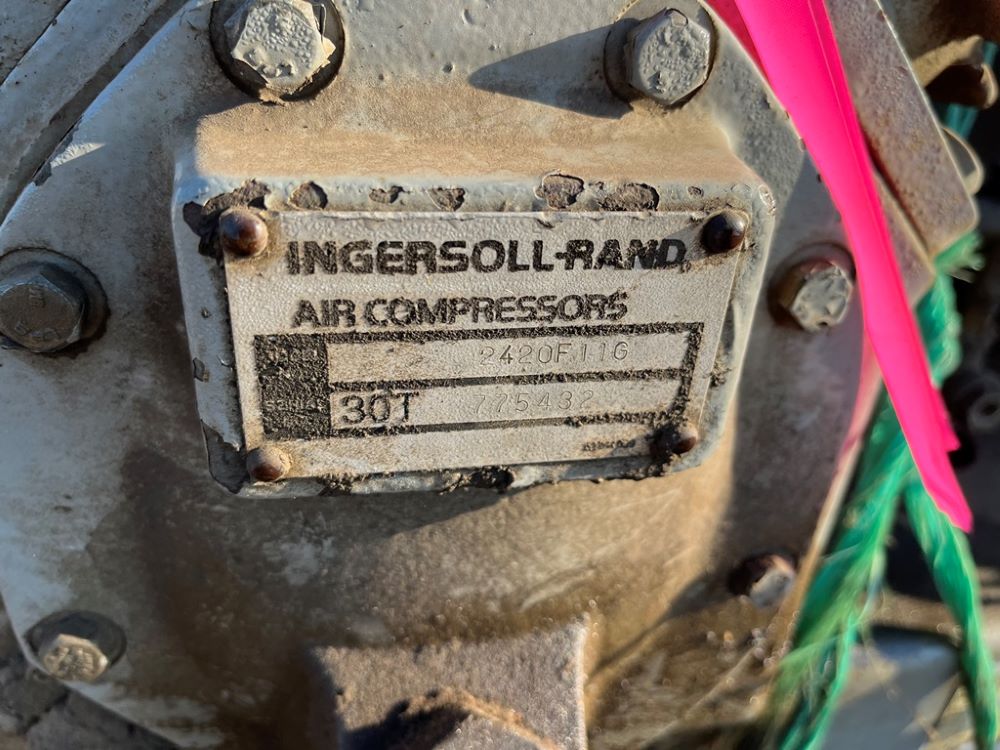 INGERSOLL-RAND®
AIR COMPRESSORS
2420F11G
30T 775432